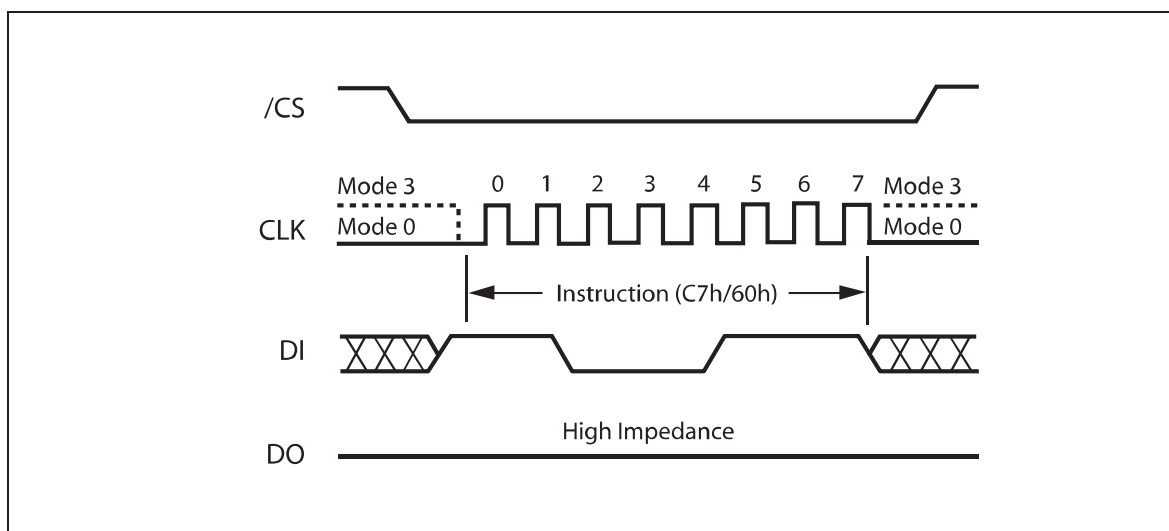 /CS
Mode 3 0 1 2 3 4 5 6 7 Mode 3
CLK Mode 0 Mode 0
Instruction (C7h/60h)
DI
High Impedance
DO